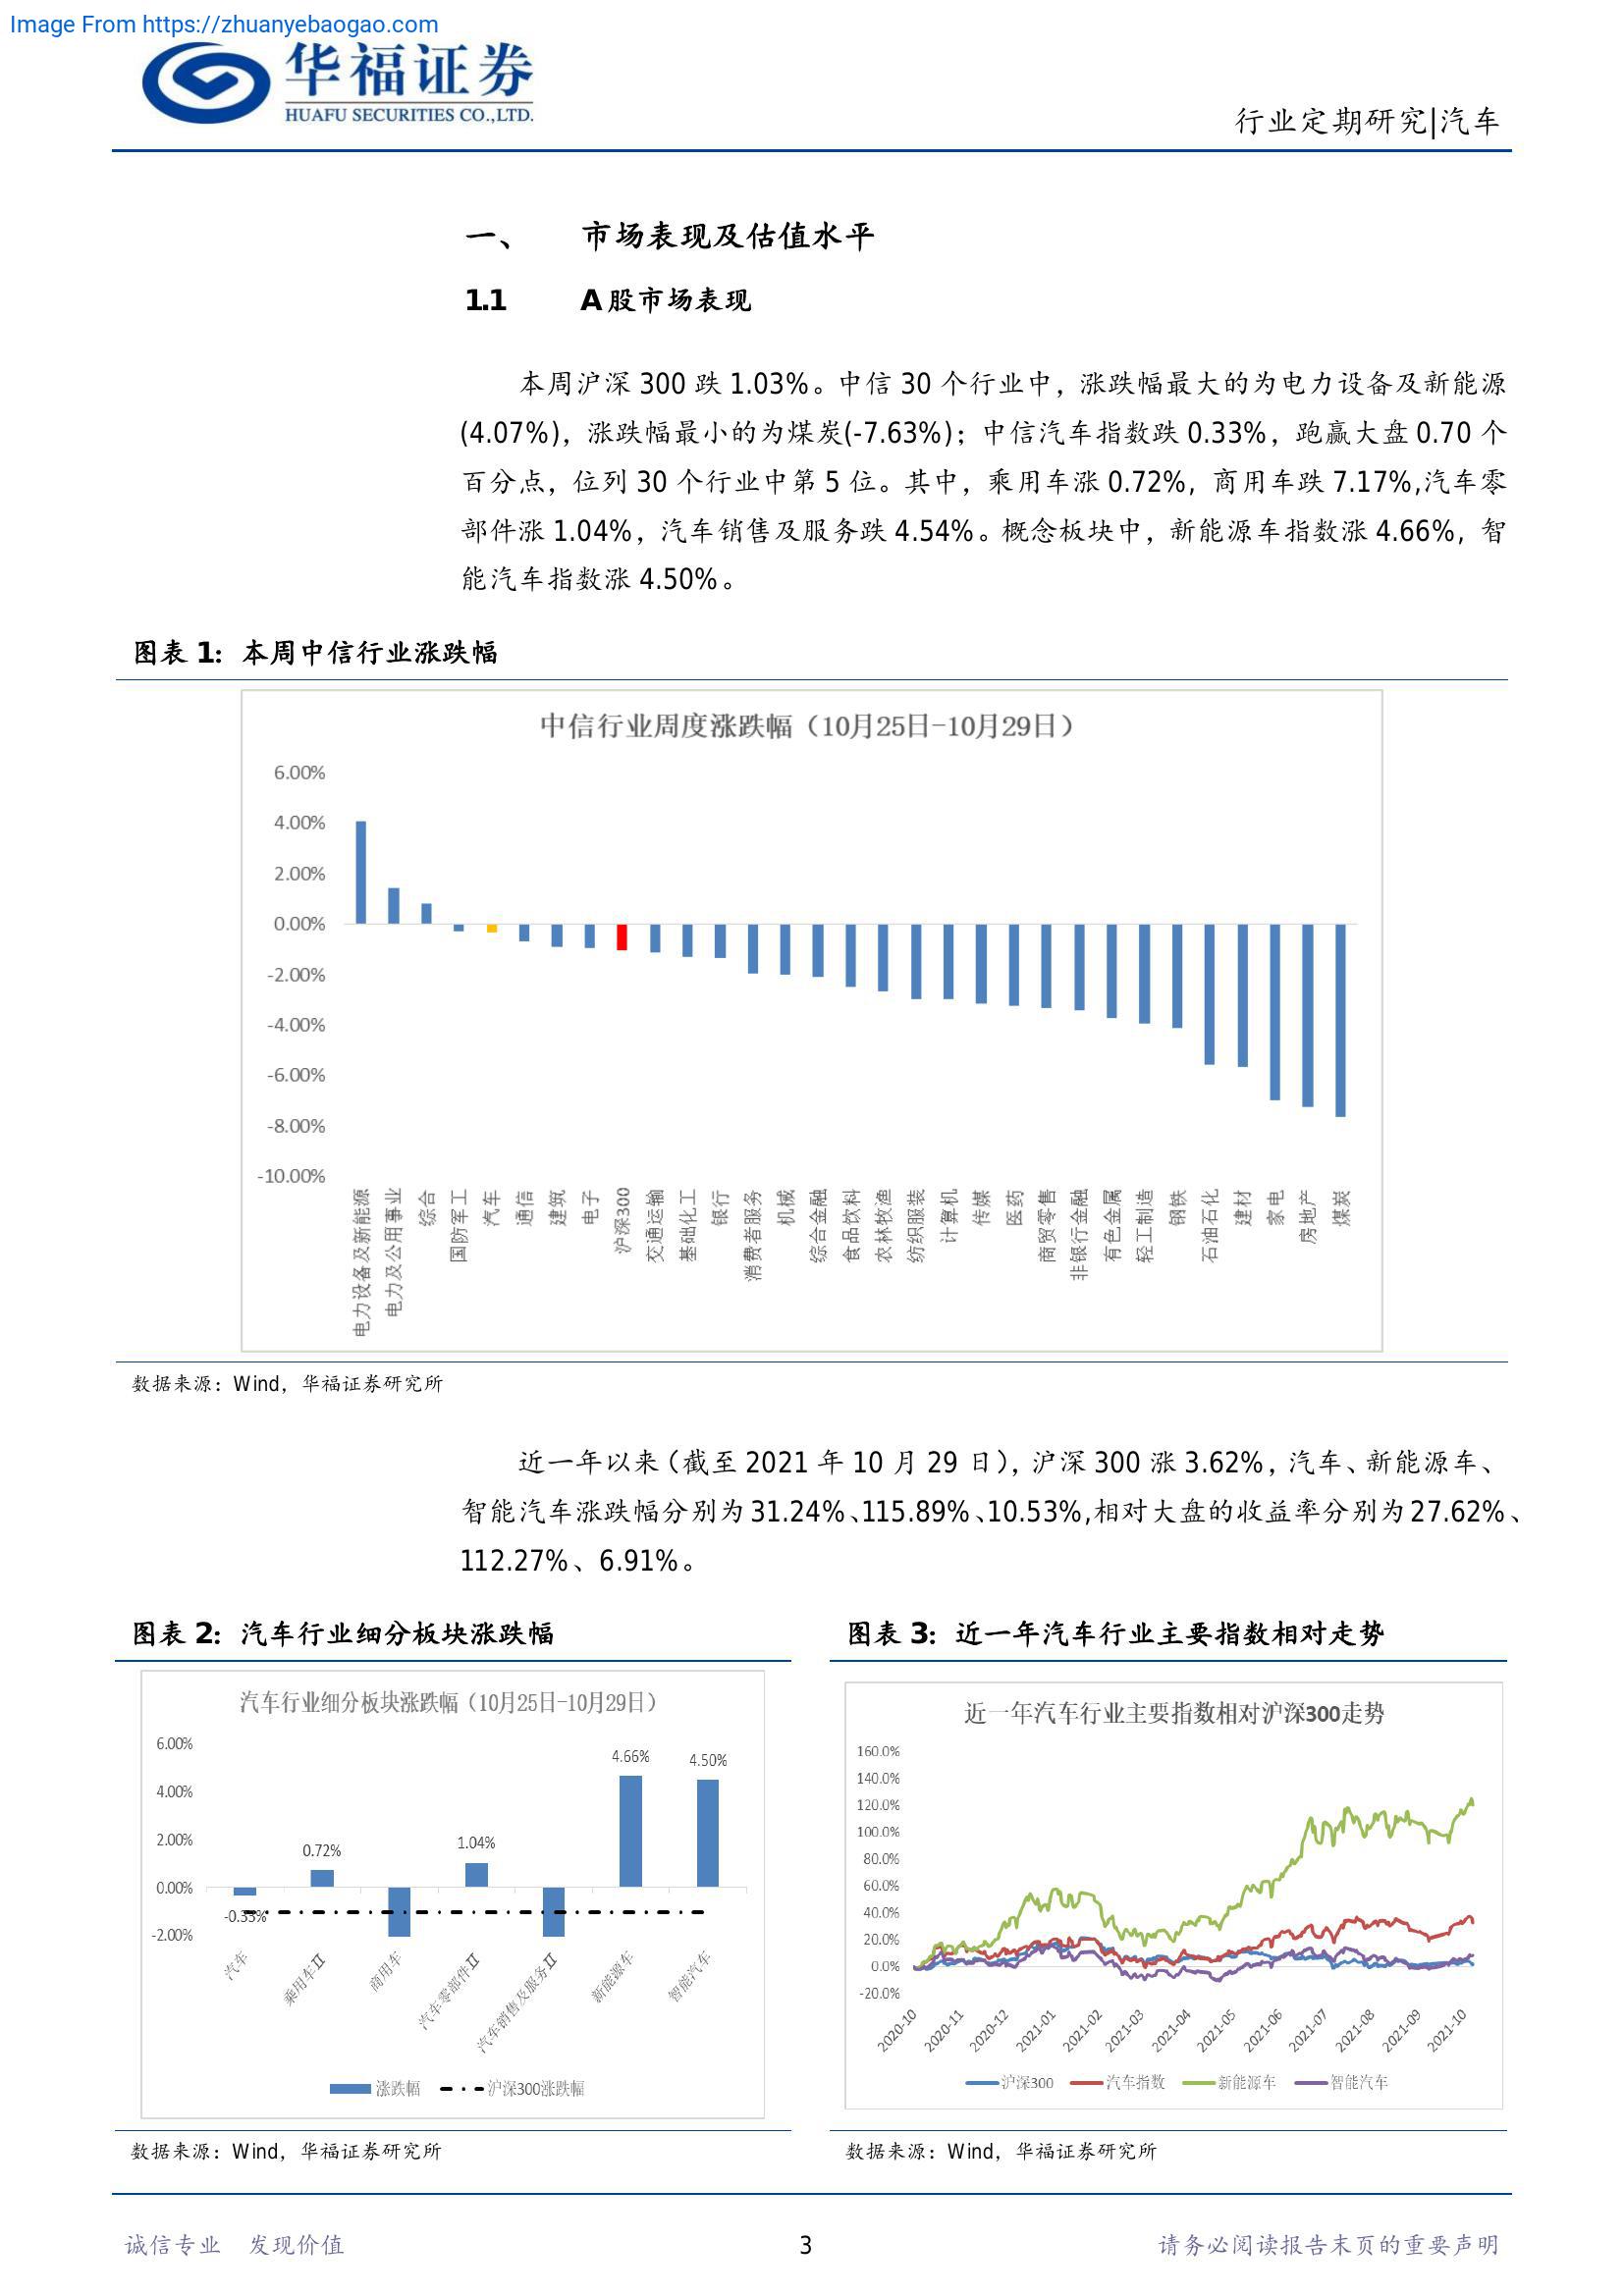 Image From https://zhuanyebaogao.com
华福证券
HUAFU SECURITIES CO.,LTD.
行业定期研究|汽车
一、 市场表现及估值水平
1.1 A股市场表现
本周沪深 300 跌 1.03%。中信 30 个行业中，涨跌幅最大的为电力设备及新能源
(4.07%)，涨跌幅最小的为煤炭(-7.63%)；中信汽车指数跌 0.33%，跑赢大盘 0.70 个
百分点，位列 30 个行业中第 5 位。其中，乘用车涨 0.72%，商用车跌 7.17%,汽车零
部件涨 1.04%，汽车销售及服务跌 4.54%。概念板块中，新能源车指数涨 4.66%，智
能汽车指数涨 4.50%。
图表 1：本周中信行业涨跌幅
中信行业周度涨跌幅（10月25日-10月29日）
6.00%
4.00%
2.00%
0.00%
-2.00%
-4.00%
-6.00%
-8.00%
-10.00%
电力设备及新能源
电力及公用事业
综合
国防军工
汽车
通信
建筑
电子
沪深300
交通运输
基础化工
银行
消费者服务
机械
综合金融
食品饮料
农林牧渔
纺织服装
计算机
传媒
医药
商贸零售
非银行金融
有色金属
轻工制造
钢铁
石油石化
建材
家电
房地产
煤炭
数据来源：Wind，华福证券研究所
近一年以来（截至 2021 年 10 月 29 日），沪深 300 涨 3.62%，汽车、新能源车、
智能汽车涨跌幅分别为 31.24%、115.89%、10.53%,相对大盘的收益率分别为 27.62%、
112.27%、6.91%。
图表 2：汽车行业细分板块涨跌幅
汽车行业细分板块涨跌幅（10月25日-10月29日）
6.00%
4.00%
2.00%
0.00%
-2.00%
-0.33%
0.72%
1.04%
4.66%
4.50%
汽车
乘用车II
商用车
汽车零部件II
汽车销售及服务II
新能源车
智能汽车
涨跌幅
沪深300涨跌幅
数据来源：Wind，华福证券研究所
图表 3：近一年汽车行业主要指数相对走势
近一年汽车行业主要指数相对沪深300走势
160.0%
140.0%
120.0%
100.0%
80.0%
60.0%
40.0%
20.0%
0.0%
-20.0%
2020-10
2020-11
2020-12
2021-01
2021-02
2021-03
2021-04
2021-05
2021-06
2021-07
2021-08
2021-09
2021-10
沪深300
汽车指数
新能源车
智能汽车
数据来源：Wind，华福证券研究所
诚信专业 发现价值
3
请务必阅读报告末页的重要声明